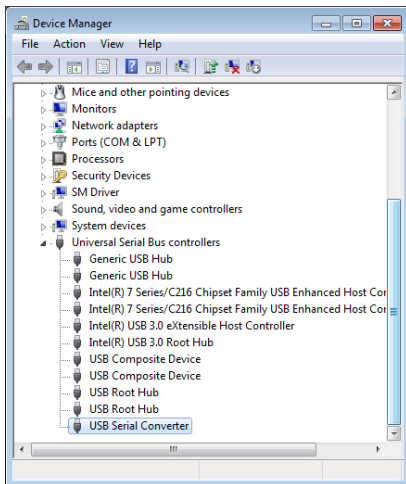 Device Manager
File Action View Help
Mice and other pointing devices
Monitors
Network adapters
Ports (COM & LPT)
Processors
Security Devices
SM Driver
Sound, video and game controllers
System devices
Universal Serial Bus controllers
Generic USB Hub
Generic USB Hub
Intel(R) 7 Series/C216 Chipset Family USB Enhanced Host Cor
Intel(R) 7 Series/C216 Chipset Family USB Enhanced Host Cor
Intel(R) USB 3.0 eXtensible Host Controller
Intel(R) USB 3.0 Root Hub
USB Composite Device
USB Composite Device
USB Root Hub
USB Root Hub
USB Serial Converter